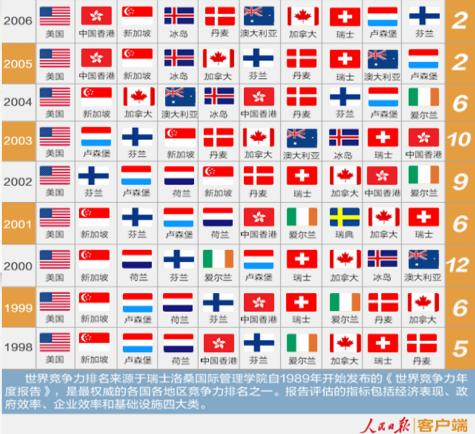 2006 美国 中国香港 新加坡 冰岛 丹麦 澳大利亚 加拿大 瑞士 卢森堡 芬兰 2
2005 美国 中国香港 新加坡 冰岛 加拿大 芬兰 丹麦 瑞士 澳大利亚 卢森堡 2
2004 美国 新加坡 加拿大 澳大利亚 冰岛 中国香港 丹麦 芬兰 卢森堡 爱尔兰 6
2003 美国 卢森堡 芬兰 新加坡 丹麦 加拿大 澳大利亚 冰岛 瑞士 中国香港 10
2002 美国 芬兰 卢森堡 荷兰 新加坡 丹麦 瑞士 加拿大 中国香港 爱尔兰 9
2001 美国 新加坡 芬兰 卢森堡 荷兰 中国香港 爱尔兰 瑞典 加拿大 瑞士 6
2000 美国 新加坡 荷兰 芬兰 爱尔兰 卢森堡 瑞士 加拿大 冰岛 澳大利亚 12
1999 美国 新加坡 卢森堡 荷兰 芬兰 中国香港 瑞士 爱尔兰 丹麦 加拿大 6
1998 美国 新加坡 卢森堡 荷兰 中国香港 芬兰 爱尔兰 加拿大 瑞士 丹麦 5
世界竞争力排名来源于瑞士洛桑国际管理学院自1989年开始发布的《世界竞争力年
度报告》，是最权威的各国各地区竞争力排名之一。报告评估的指标包括经济表现、政
府效率、企业效率和基础设施四大类。
人民日报 客户端